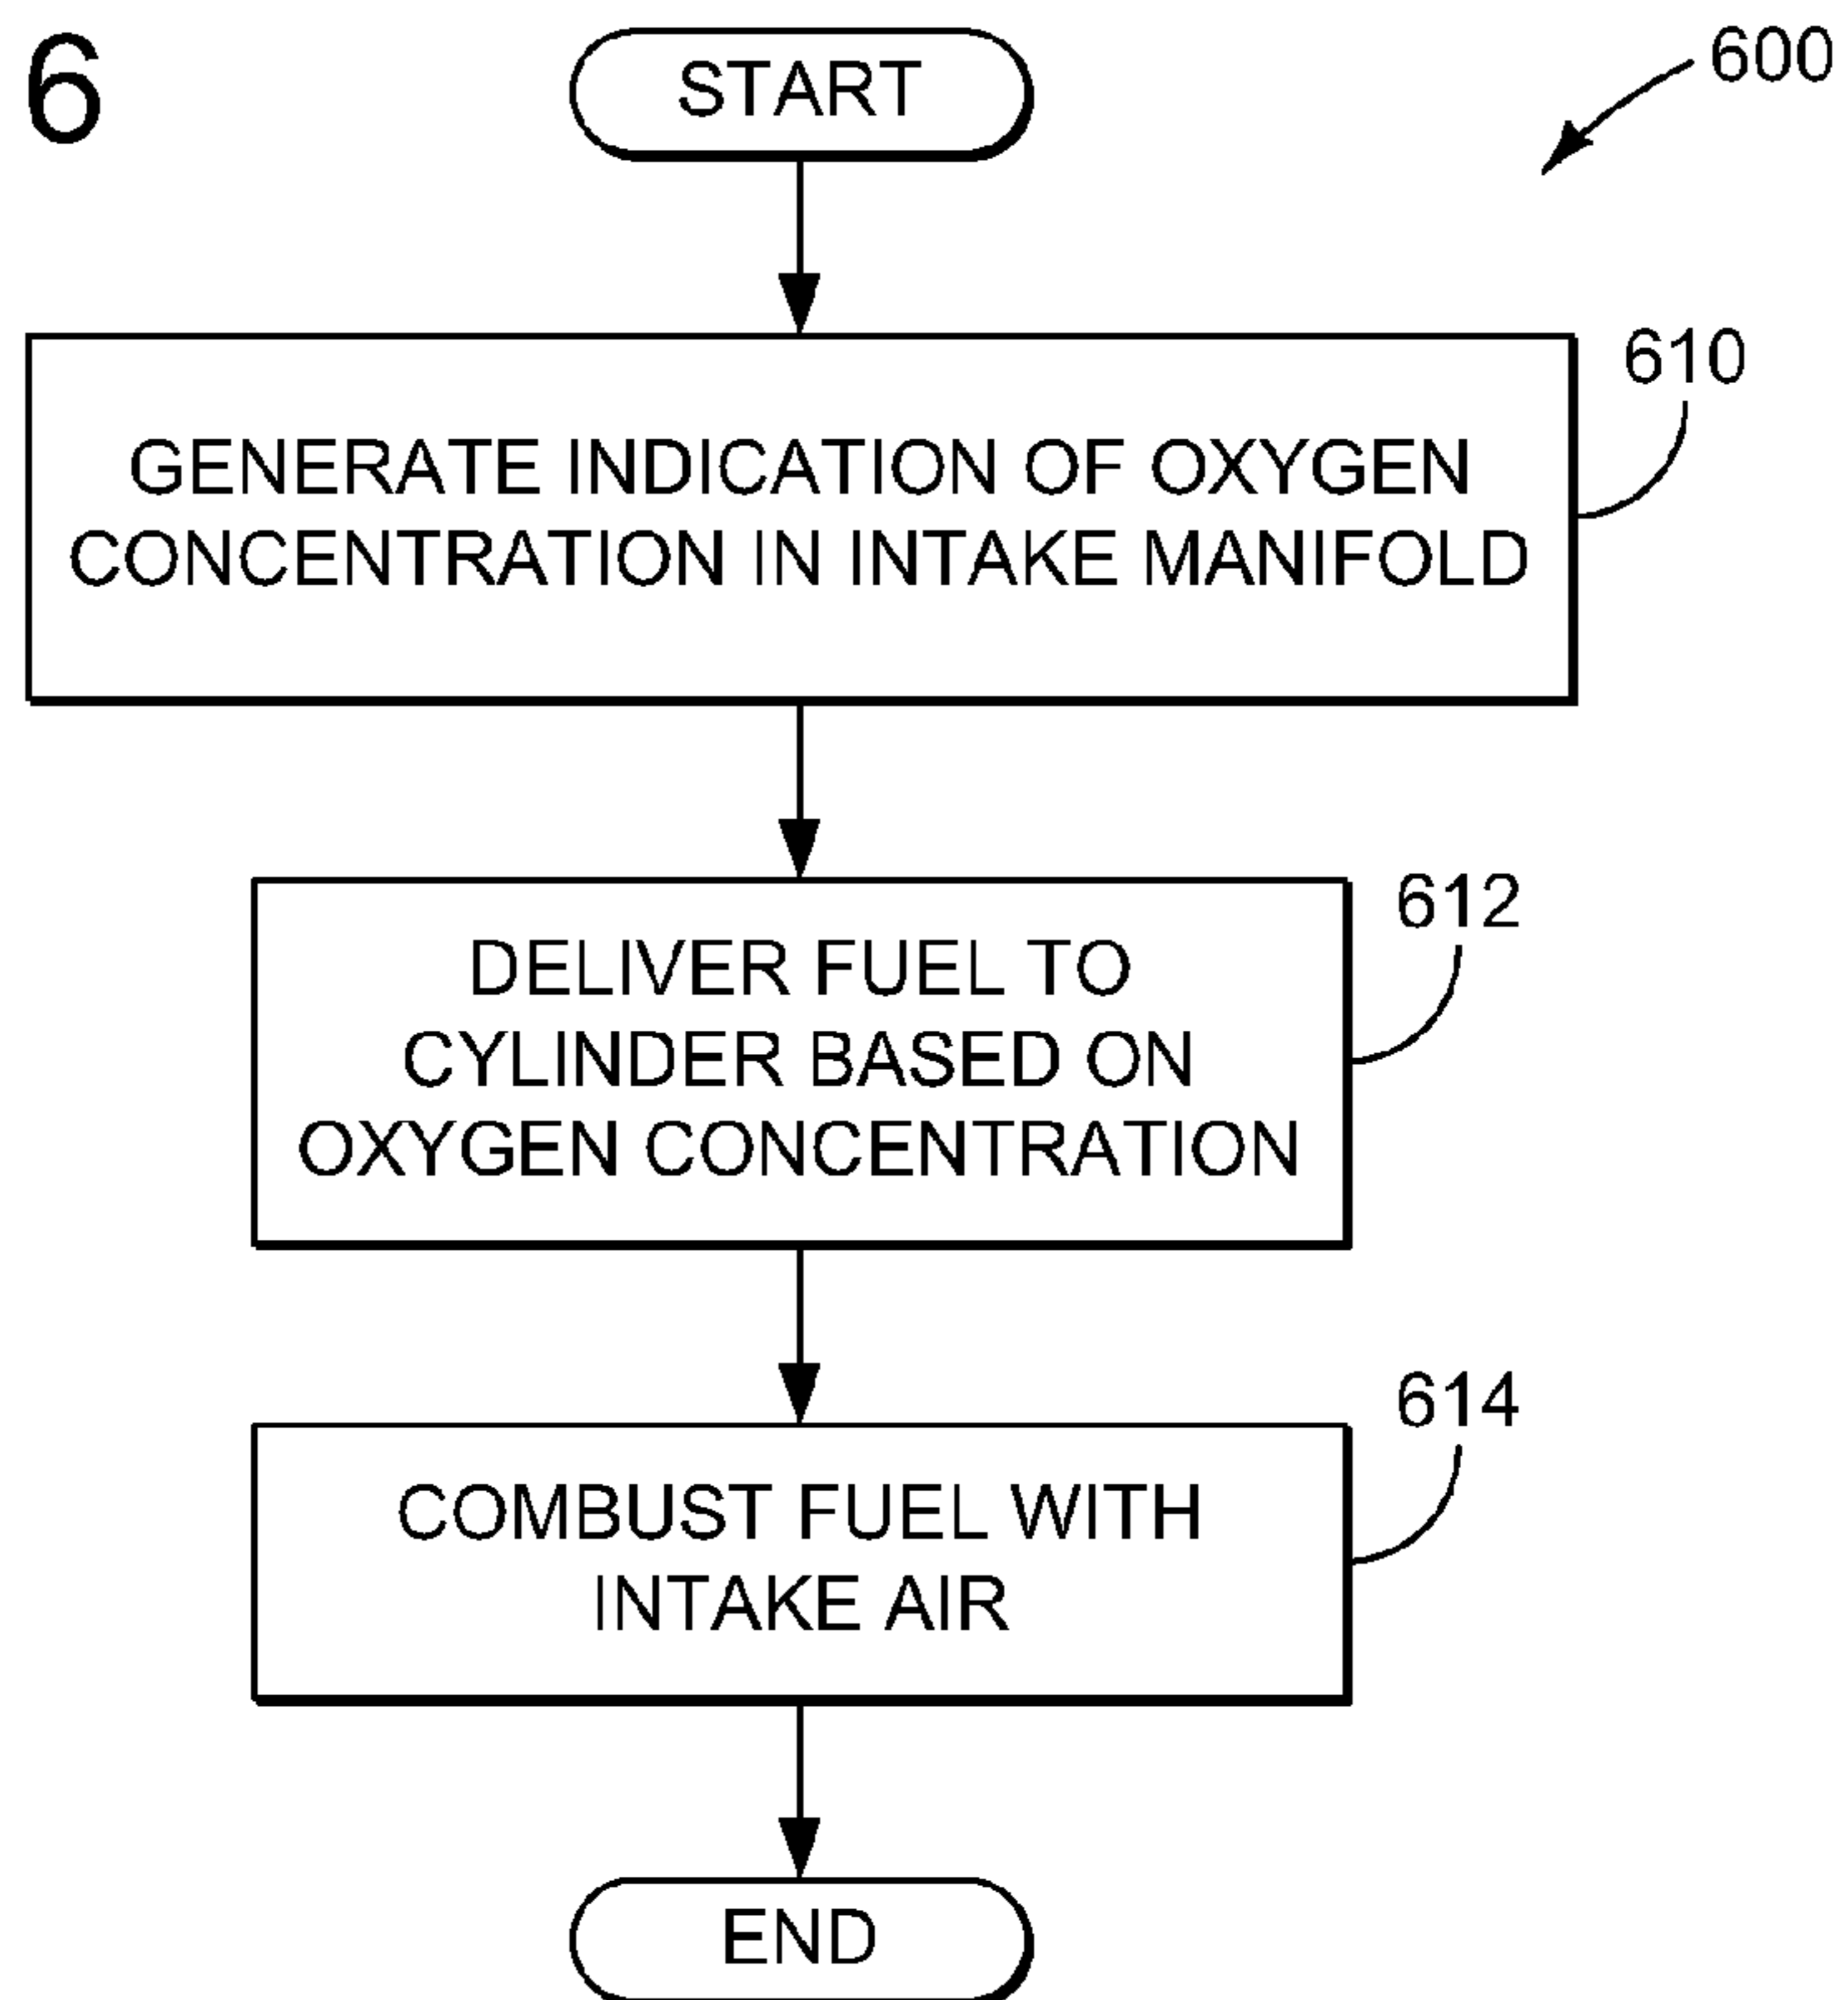 6
START
600
610
GENERATE INDICATION OF OXYGEN
CONCENTRATION IN INTAKE MANIFOLD
612
DELIVER FUEL TO
CYLINDER BASED ON
OXYGEN CONCENTRATION
614
COMBUST FUEL WITH
INTAKE AIR
END